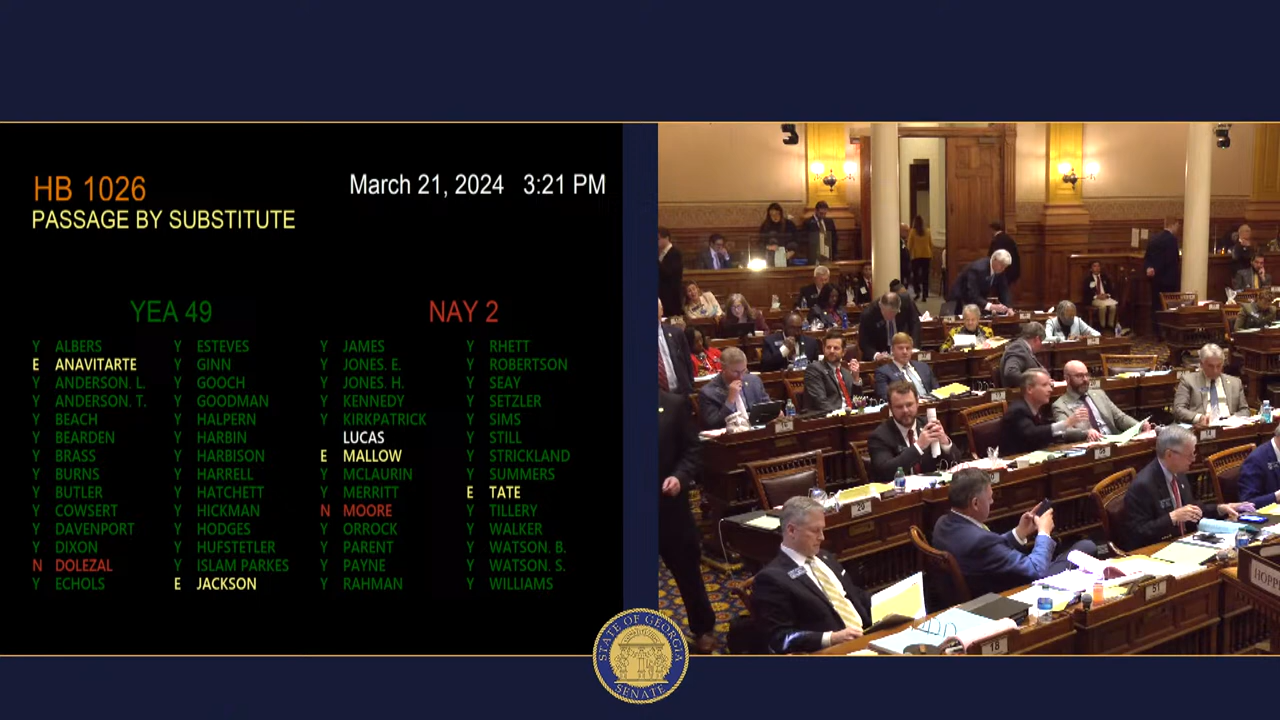 HB 1026
March 21, 2024 3:21 PM
PASSAGE BY SUBSTITUTE
YEA 49
NAY 2
Y ALBERS Y ESTEVES Y JAMES Y RHETT
E ANAVITARTE Y GINN Y JONES. E. Y ROBERTSON
Y ANDERSON. L. Y GOOCH Y JONES. H. Y SEAY
Y ANDERSON. T. Y GOODMAN Y KENNEDY Y SETZLER
Y BEACH Y HALPERN Y KIRKPATRICK Y SIMS
Y BEARDEN Y HARBIN LUCAS Y STILL
Y BRASS Y HARBISON E MALLOW Y STRICKLAND
Y BURNS Y HARRELL Y MCLAURIN Y SUMMERS
Y BUTLER Y HATCHETT Y MERRITT E TATE
Y COWSERT Y HICKMAN N MOORE Y TILLERY
Y DAVENPORT Y HODGES Y ORROCK Y WALKER
Y DIXON Y HUFSTETLER Y PARENT Y WATSON. B.
N DOLEZAL Y ISLAM PARKES Y PAYNE Y WATSON. S.
Y ECHOLS E JACKSON Y RAHMAN Y WILLIAMS
20
51
18
HOPP
STATE OF GEORGIA
SENATE